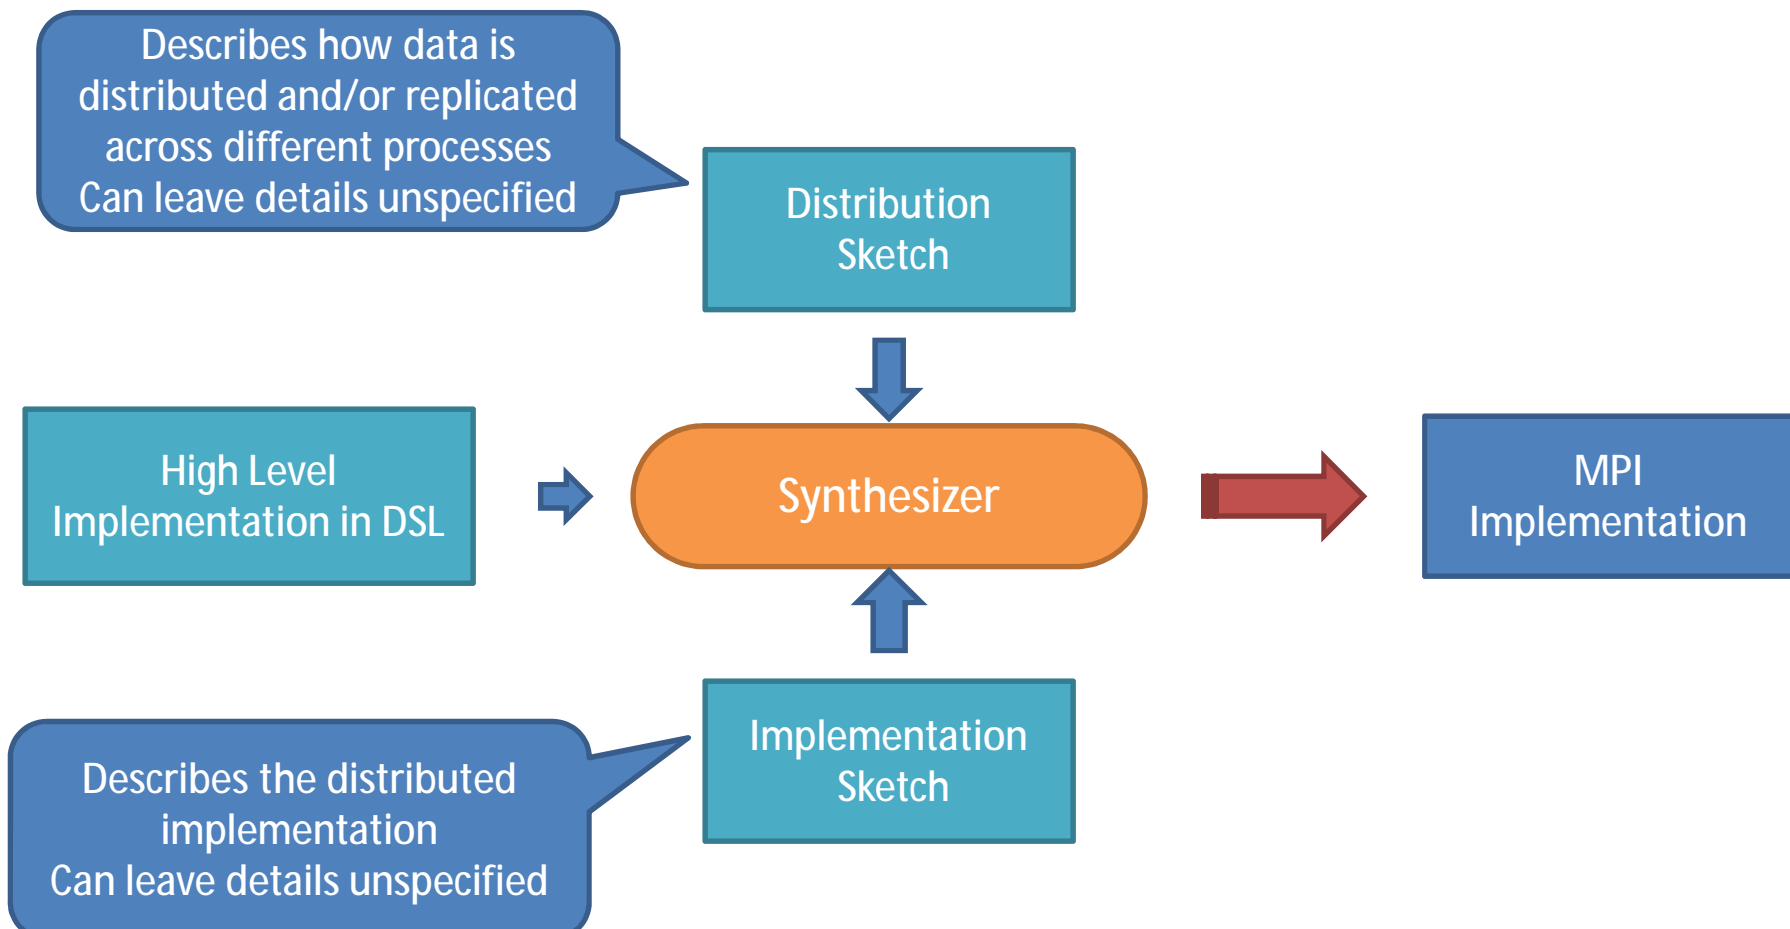 Describes how data is
distributed and/or replicated
across different processes
Can leave details unspecified
Distribution
Sketch
High Level
Implementation in DSL
Synthesizer
MPI
Implementation
Implementation
Sketch
Describes the distributed
implementation
Can leave details unspecified